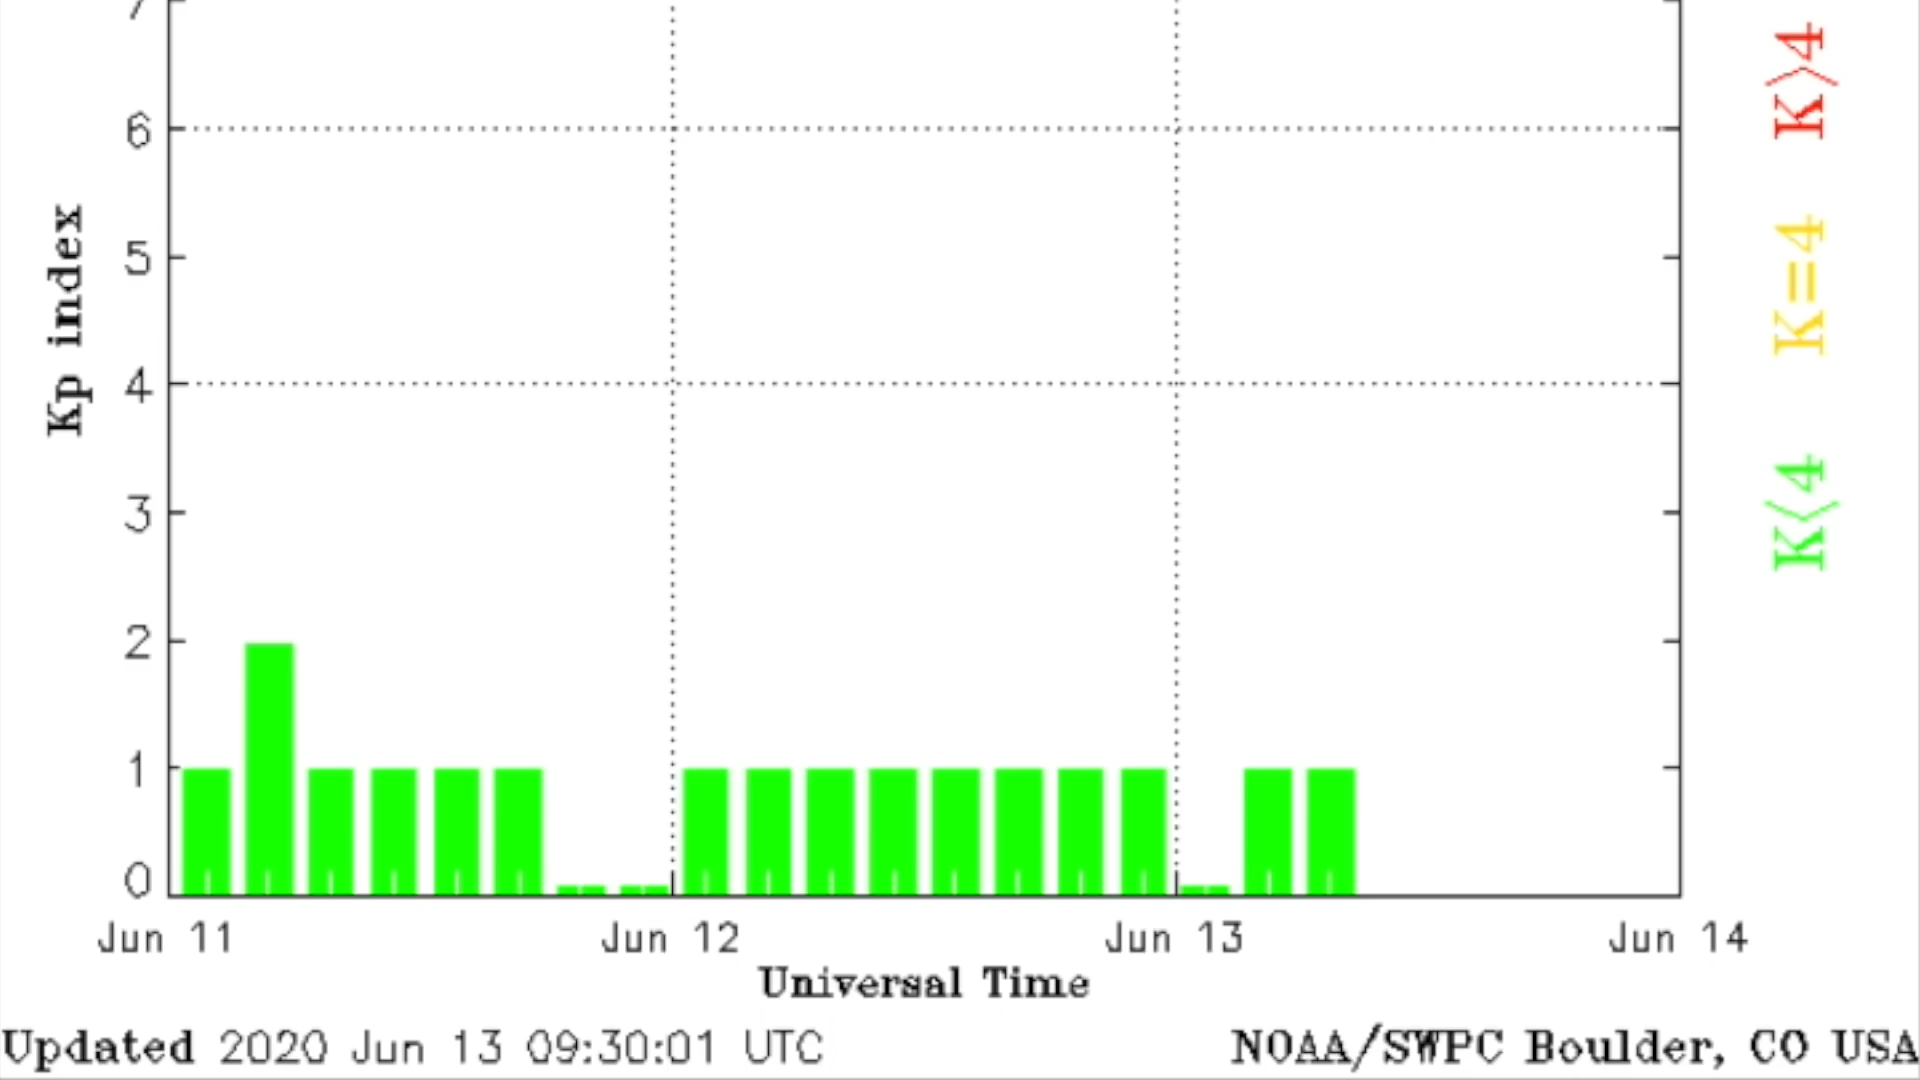 7
6
5
4
3
2
1
0
Kp index
K>4
K=4
K<4
Jun 11 Jun 12 Jun 13 Jun 14
Universal Time
Updated 2020 Jun 13 09:30:01 UTC NOAA/SWPC Boulder, CO USA